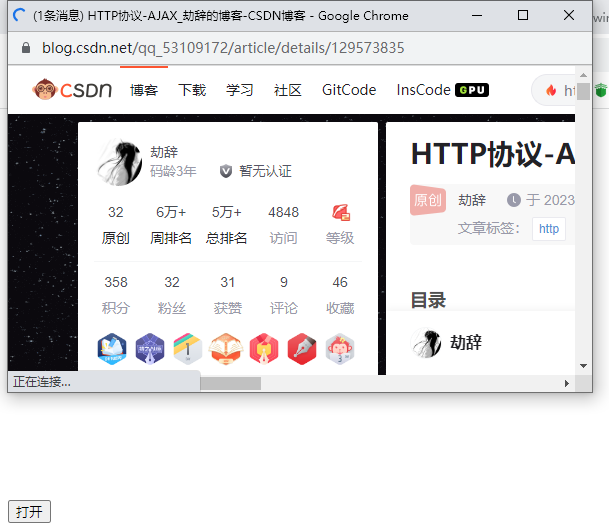 (1条消息) HTTP协议-AJAX_劫辞的博客-CSDN博客 - Google Chrome
blog.csdn.net/qq_53109172/article/details/129573835
CSDN 博客 下载 学习 社区 GitCode InsCode GPU
劫辞
码龄3年 暂无认证
32 6万+ 5万+ 4848
原创 周排名 总排名 访问 等级
358 32 31 9 46
积分 粉丝 获赞 评论 收藏
HTTP协议-A
原创 劫辞 于 2023
文章标签： http
目录
劫辞
正在连接...
打开